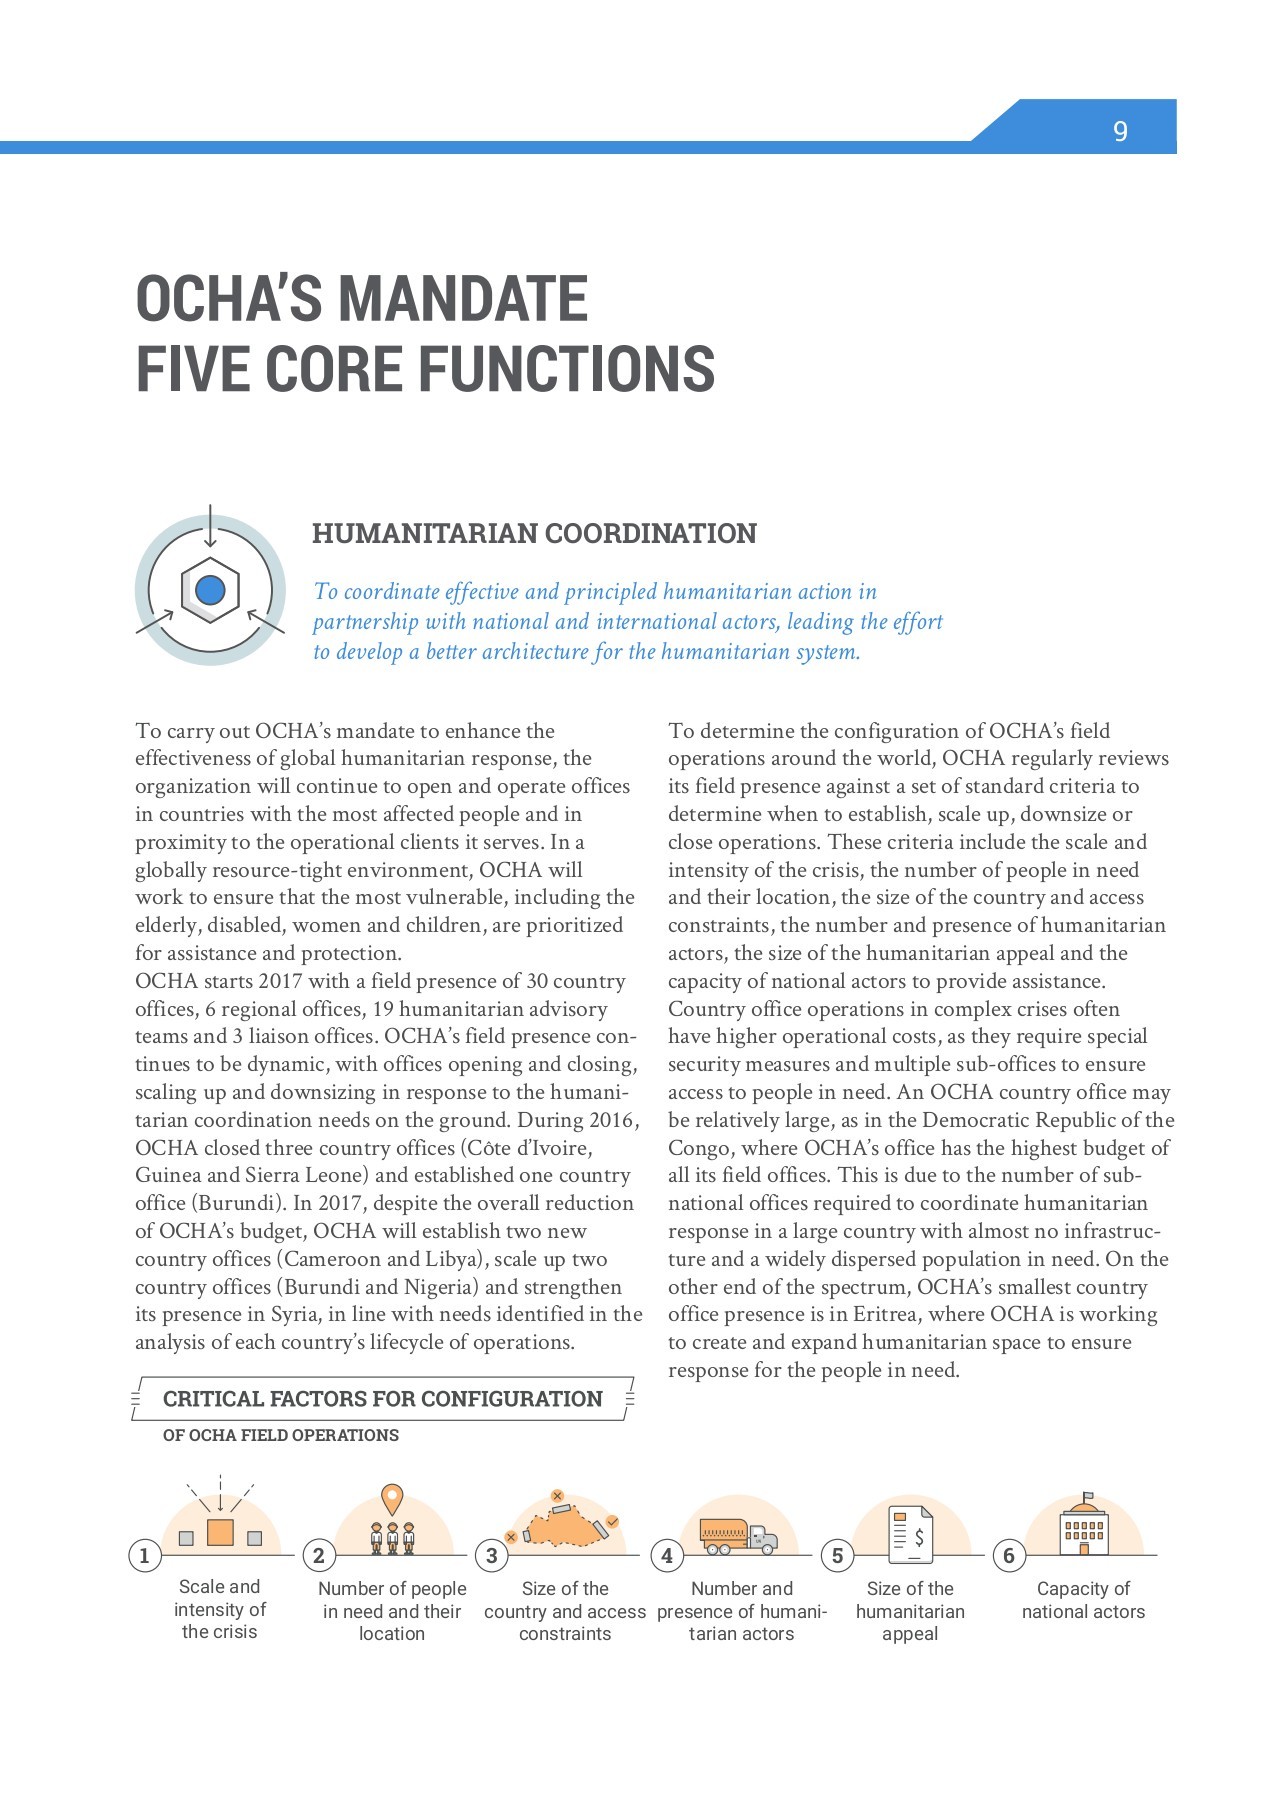 9
OCHA’S MANDATE
FIVE CORE FUNCTIONS
HUMANITARIAN COORDINATION
To coordinate effective and principled humanitarian action in
partnership with national and international actors, leading the effort
to develop a better architecture for the humanitarian system.
To carry out OCHA’s mandate to enhance the
effectiveness of global humanitarian response, the
organization will continue to open and operate offices
in countries with the most affected people and in
proximity to the operational clients it serves. In a
globally resource-tight environment, OCHA will
work to ensure that the most vulnerable, including the
elderly, disabled, women and children, are prioritized
for assistance and protection.
OCHA starts 2017 with a field presence of 30 country
offices, 6 regional offices, 19 humanitarian advisory
teams and 3 liaison offices. OCHA’s field presence con-
tinues to be dynamic, with offices opening and closing,
scaling up and downsizing in response to the humani-
tarian coordination needs on the ground. During 2016,
OCHA closed three country offices (Côte d’Ivoire,
Guinea and Sierra Leone) and established one country
office (Burundi). In 2017, despite the overall reduction
of OCHA’s budget, OCHA will establish two new
country offices (Cameroon and Libya), scale up two
country offices (Burundi and Nigeria) and strengthen
its presence in Syria, in line with needs identified in the
analysis of each country’s lifecycle of operations.
To determine the configuration of OCHA’s field
operations around the world, OCHA regularly reviews
its field presence against a set of standard criteria to
determine when to establish, scale up, downsize or
close operations. These criteria include the scale and
intensity of the crisis, the number of people in need
and their location, the size of the country and access
constraints, the number and presence of humanitarian
actors, the size of the humanitarian appeal and the
capacity of national actors to provide assistance.
Country office operations in complex crises often
have higher operational costs, as they require special
security measures and multiple sub-offices to ensure
access to people in need. An OCHA country office may
be relatively large, as in the Democratic Republic of the
Congo, where OCHA’s office has the highest budget of
all its field offices. This is due to the number of sub-
national offices required to coordinate humanitarian
response in a large country with almost no infrastruc-
ture and a widely dispersed population in need. On the
other end of the spectrum, OCHA’s smallest country
office presence is in Eritrea, where OCHA is working
to create and expand humanitarian space to ensure
response for the people in need.
CRITICAL FACTORS FOR CONFIGURATION
OF OCHA FIELD OPERATIONS
1
Scale and
intensity of
the crisis
2
Number of people
in need and their
location
3
Size of the
country and access
constraints
4
Number and
presence of humani-
tarian actors
5
$
Size of the
humanitarian
appeal
6
Capacity of
national actors